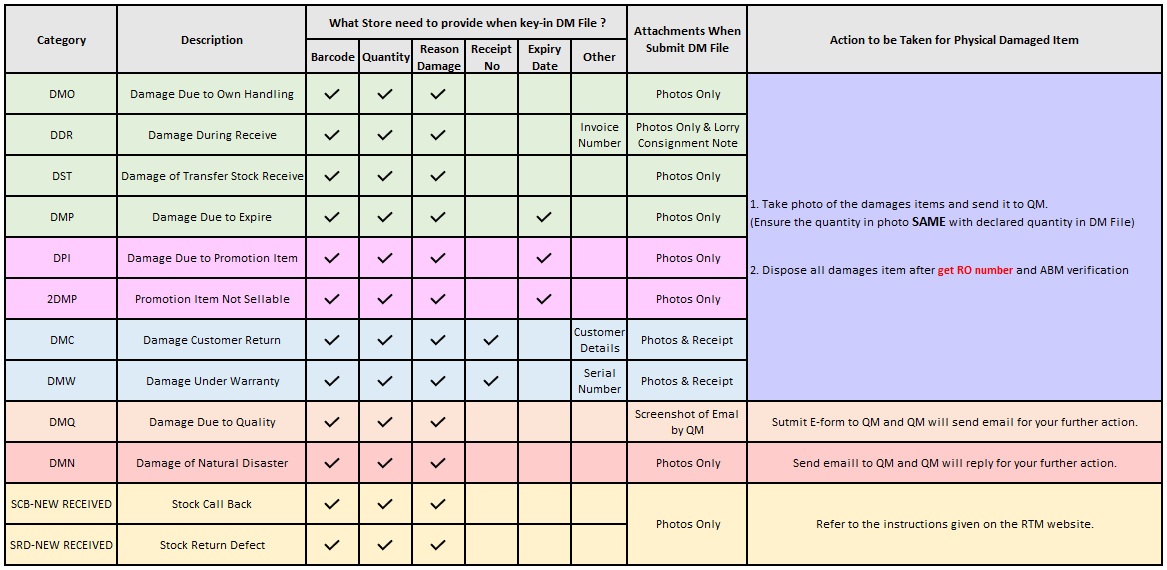 Category
Description
What Store need to provide when key-in DM File ?
Attachments When
Submit DM File
Action to be Taken for Physical Damaged Item
Barcode
Quantity
Reason
Damage
Receipt
No
Expiry
Date
Other
DMO
Damage Due to Own Handling
✓
✓
✓
Photos Only
DDR
Damage During Receive
✓
✓
✓
Invoice
Number
Photos Only & Lorry
Consignment Note
DST
Damage of Transfer Stock Receive
✓
✓
✓
Photos Only
DMP
Damage Due to Expire
✓
✓
✓
✓
Photos Only
DPI
Damage Due to Promotion Item
✓
✓
✓
✓
Photos Only
2DMP
Promotion Item Not Sellable
✓
✓
✓
✓
Photos Only
DMC
Damage Customer Return
✓
✓
✓
✓
Customer
Details
Photos & Receipt
DMW
Damage Under Warranty
✓
✓
✓
✓
Serial
Number
Photos & Receipt
1. Take photo of the damages items and send it to QM.
(Ensure the quantity in photo SAME with declared quantity in DM File)
2. Dispose all damages item after get RO number and ABM verification
DMQ
Damage Due to Quality
✓
✓
✓
Screenshot of Emal
by QM
Sutmit E-form to QM and QM will send email for your further action.
DMN
Damage of Natural Disaster
✓
✓
✓
Photos Only
Send emaill to QM and QM will reply for your further action.
SCB-NEW RECEIVED
Stock Call Back
✓
✓
✓
SRD-NEW RECEIVED
Stock Return Defect
✓
✓
✓
Photos Only
Refer to the instructions given on the RTM website.